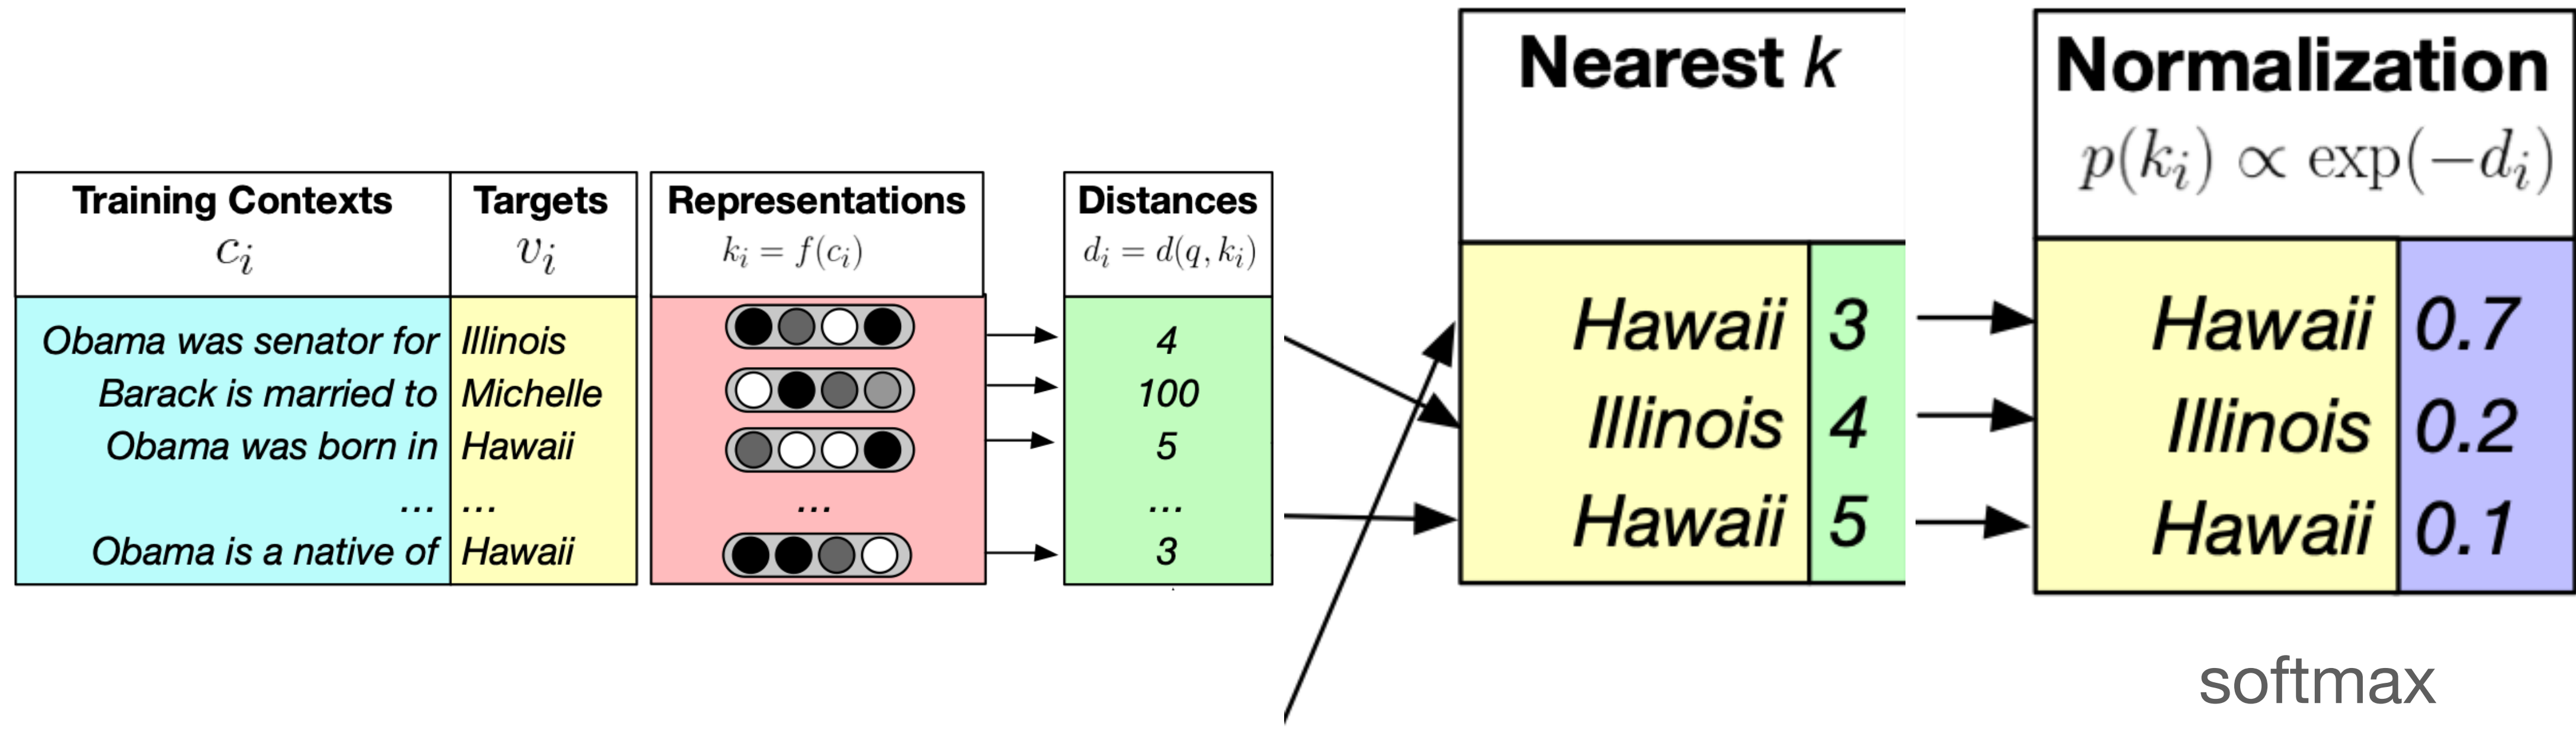 Training Contexts
c_i
Obama was senator for
Barack is married to
Obama was born in
...
Obama is a native of
Targets
v_i
Illinois
Michelle
Hawaii
...
Hawaii
Representations
k_i = f(c_i)
...
Distances
d_i = d(q, k_i)
4
100
5
...
3
Nearest k
Hawaii 3
Illinois 4
Hawaii 5
Normalization
p(k_i) ∝ exp(−d_i)
Hawaii 0.7
Illinois 0.2
Hawaii 0.1
softmax